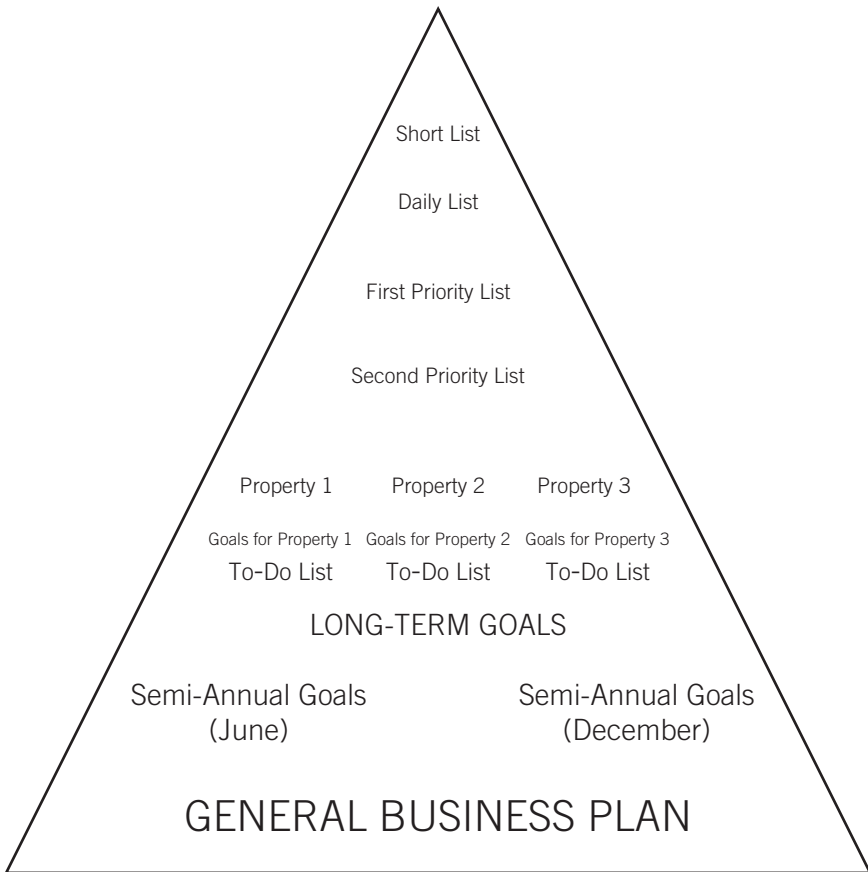 Short List
Daily List
First Priority List
Second Priority List
Property 1 Property 2 Property 3
Goals for Property 1 Goals for Property 2 Goals for Property 3
To-Do List To-Do List To-Do List
LONG-TERM GOALS
Semi-Annual Goals Semi-Annual Goals
(June) (December)
GENERAL BUSINESS PLAN